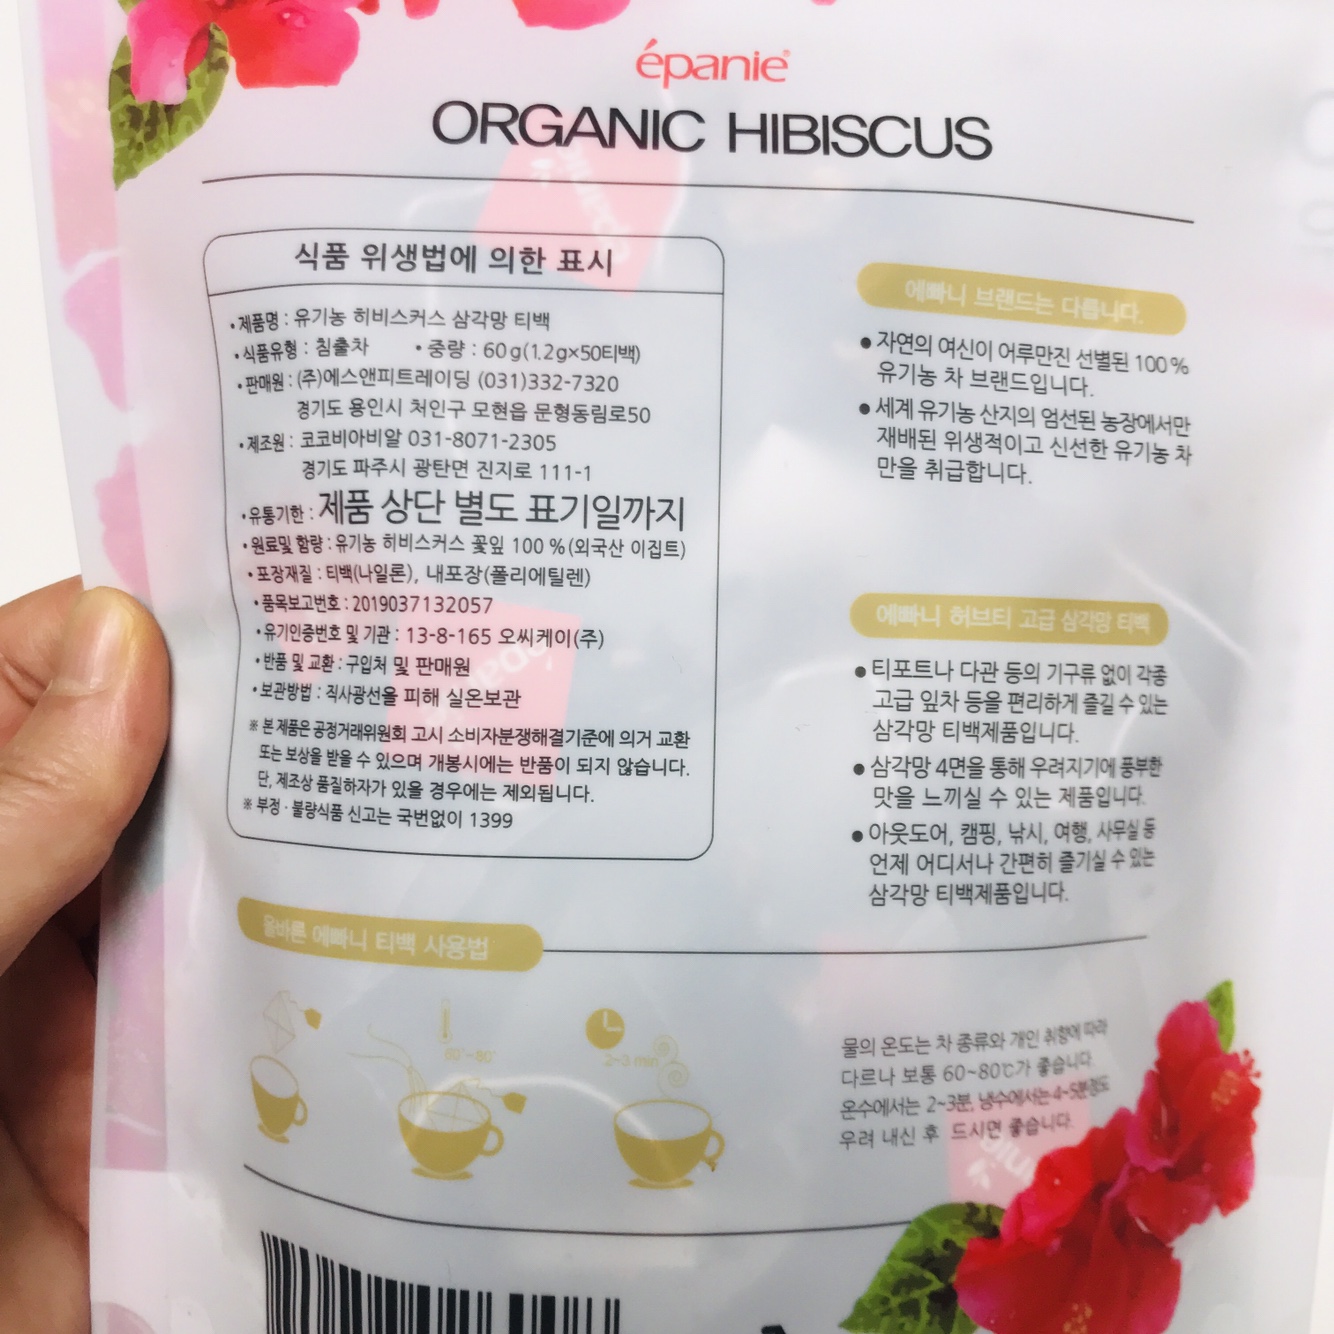 épanie®
ORGANIC HIBISCUS
식품 위생법에 의한 표시
• 제품명 : 유기농 히비스커스 삼각망 티백
• 식품유형 : 침출차 • 중량 : 60g(1.2g×50티백)
• 판매원 : (주)에스앤피트레이딩 (031)332-7320
경기도 용인시 처인구 모현읍 문형동림로50
• 제조원 : 코코비아비알 031-8071-2305
경기도 파주시 광탄면 진지로 111-1
• 유통기한 : 제품 상단 별도 표기일까지
• 원료및 함량 : 유기농 히비스커스 꽃잎 100 % (외국산 이집트)
• 포장재질 : 티백(나일론), 내포장(폴리에틸렌)
• 품목보고번호 : 2019037132057
• 유기인증번호 및 기관 : 13-8-165 오씨케이(주)
• 반품 및 교환 : 구입처 및 판매원
• 보관방법 : 직사광선을 피해 실온보관
※ 본 제품은 공정거래위원회 고시 소비자분쟁해결기준에 의거 교환
또는 보상을 받을 수 있으며 개봉시에는 반품이 되지 않습니다.
단, 제조상 품질하자가 있을 경우에는 제외됩니다.
※ 부정 · 불량식품 신고는 국번없이 1399
에빠니 브랜드는 다릅니다.
● 자연의 여신이 어루만진 선별된 100 %
유기농 차 브랜드입니다.
● 세계 유기농 산지의 엄선된 농장에서만
재배된 위생적이고 신선한 유기농 차
만을 취급합니다.
에빠니 허브티 고급 삼각망 티백
● 티포트나 다관 등의 기구류 없이 각종
고급 잎차 등을 편리하게 즐길 수 있는
삼각망 티백제품입니다.
● 삼각망 4면을 통해 우려지기에 풍부한
맛을 느끼실 수 있는 제품입니다.
● 아웃도어, 캠핑, 낚시, 여행, 사무실 등
언제 어디서나 간편히 즐기실 수 있는
삼각망 티백제품입니다.
올바른 에빠니 티백 사용법
60°~80°
2~3 min
물의 온도는 차 종류와 개인 취향에 따라
다르나 보통 60~80℃가 좋습니다.
온수에서는 2~3분, 냉수에서는 4~5분정도
우려 내신 후 드시면 좋습니다.